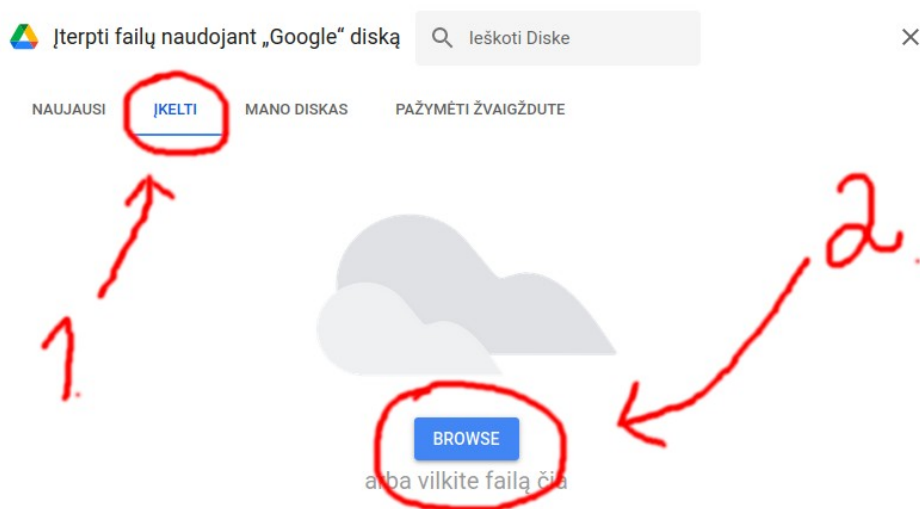 Įterpti failų naudojant „Google“ diską
Ieškoti Diske
NAUJAUSI ĮKELTI MANO DISKAS PAŽYMĖTI ŽVAIGŽDUTE
1.
2.
BROWSE
arba vilkite failą čia